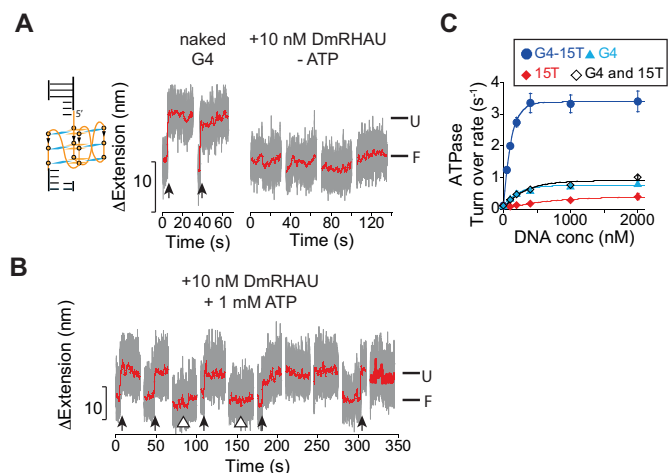 A
naked
G4
+10 nM DmRHAU
- ATP
5'
ΔExtension (nm)
10
U
F
0 20 40 60
36 40 60
Time (s)
0 40 80 120
Time (s)
B
+10 nM DmRHAU
+ 1 mM ATP
ΔExtension (nm)
10
U
F
0 50 100 150 200 250 300 350
Time (s)
C
G4-15T G4
15T G4 and 15T
ATPase
Turn over rate (s⁻¹)
4
3
2
1
0
0 1000 2000
DNA conc (nM)